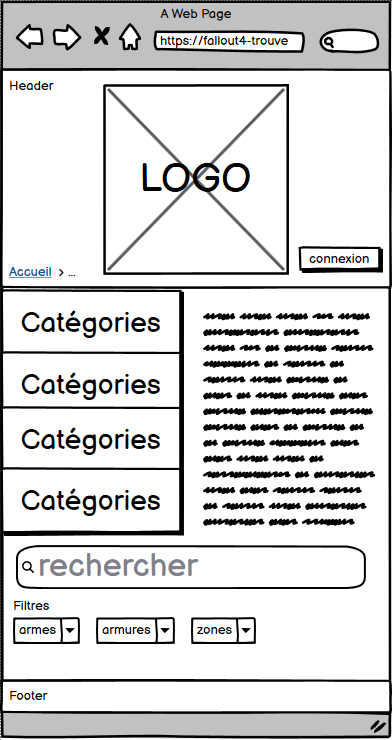 A Web Page
https://fallout4-trouve
Header
LOGO
connexion
Accueil > ...
Catégories
Catégories
Catégories
Catégories
rechercher
Filtres
armes armures zones
Footer